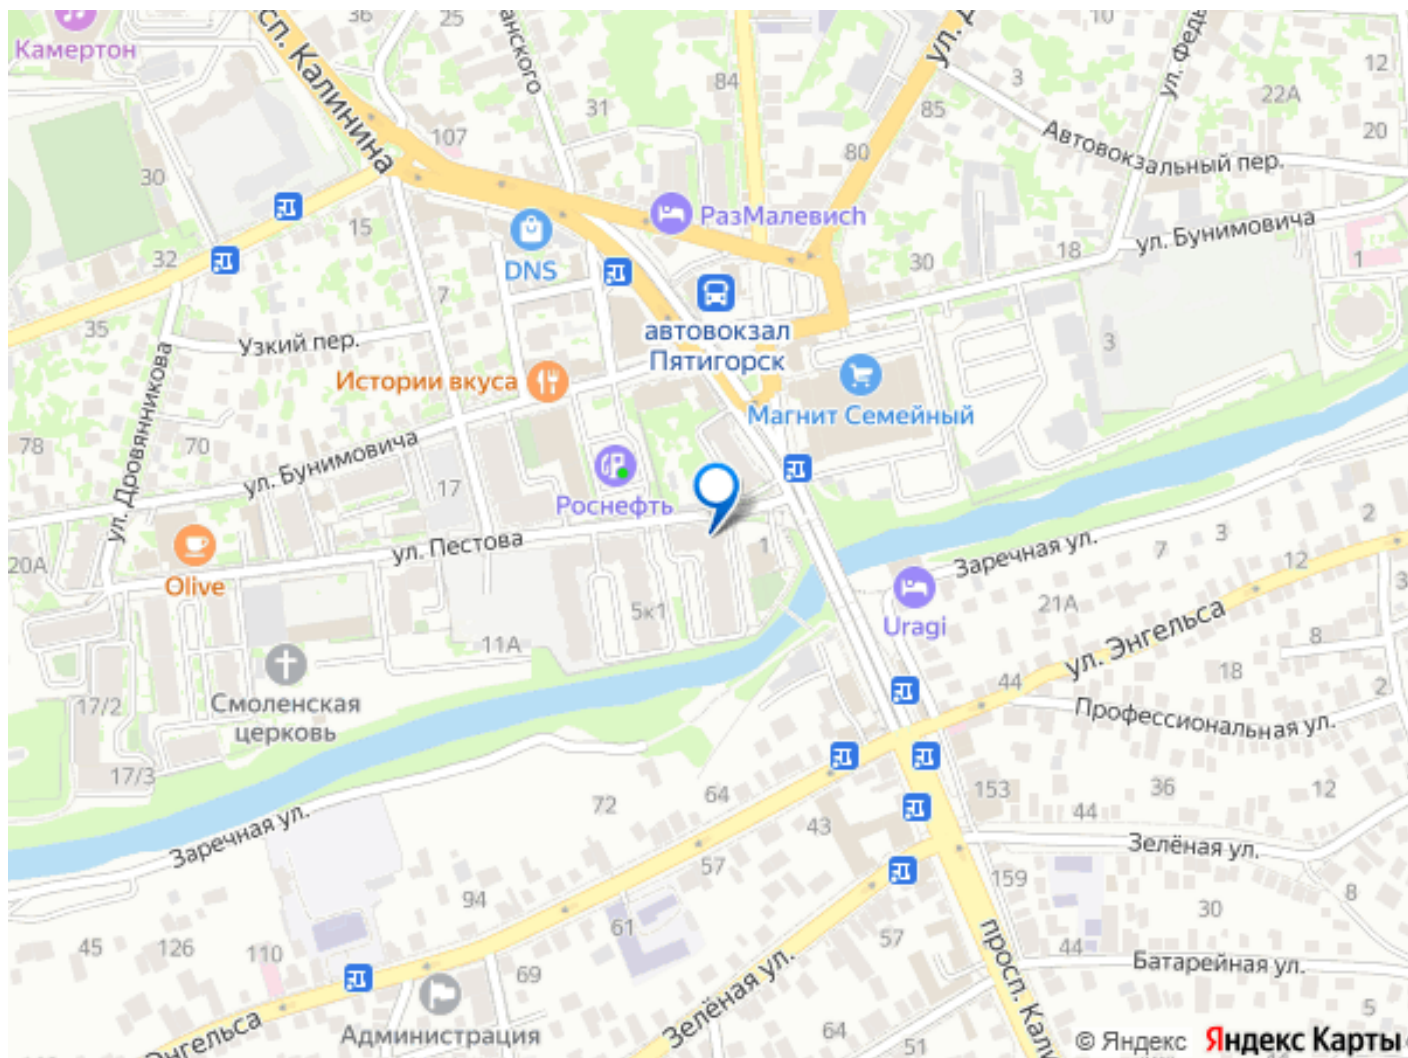 Камертон
просп. Калинина
36
25
анского
84
ул. Д
10
ул. Федь
3
12
22А
20
31
107
85
80
Автовокзальный пер.
30
15
РазМалевич
DNS
18
ул. Бунимовича
1
32
7
30
автовокзал
Пятигорск
35
Узкий пер.
3
Истории вкуса
Магнит Семейный
78
70
ул. Дровянникова
ул. Бунимовича
17
Роснефть
20А
Olive
ул. Пестова
1
Заречная ул.
7
3
2
12
5к1
Uragi
21А
3
11А
ул. Энгельса
8
18
44
2
Смоленская
церковь
17/2
Профессиональная ул.
17/3
72
64
153
36
12
44
43
Заречная ул.
57
Зелёная ул.
159
8
94
30
61
57
44
45
126
110
69
Зелёная ул.
просп. Кали
Батарейная ул.
5
Администрация
Энгельса
64
51
© Яндекс Яндекс Карты